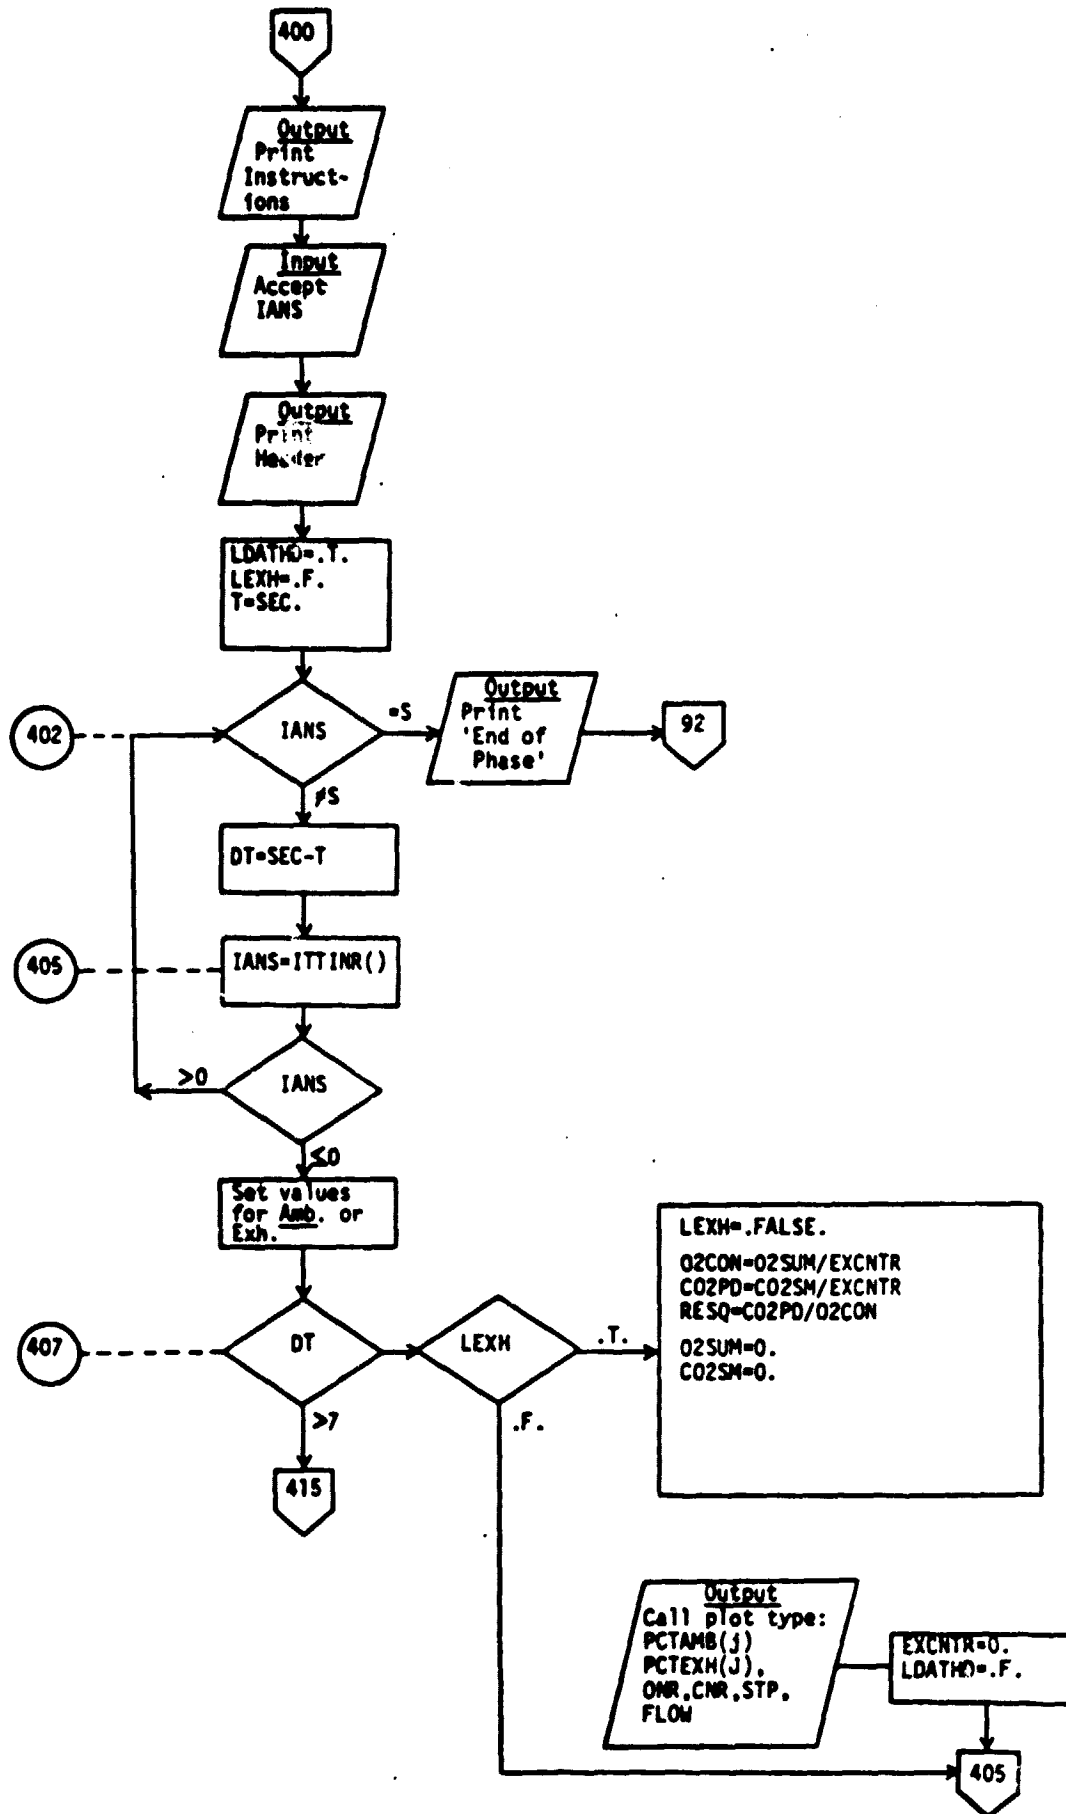 400
Output
Print
Instruct-
ions
Input
Accept
IANS
Output
Print
Header
LDATHD=.T.
LEXH=.F.
T=SEC.
402
IANS
=S
Output
Print
'End of
Phase'
92
≠S
DT=SEC-T
405
IANS=ITTINR()
>0
IANS
≤0
Set values
for Amb. or
Exh.
407
DT
LEXH
.T.
LEXH=.FALSE.
O2CON=O2SUM/EXCNTR
CO2PD=CO2SM/EXCNTR
RESQ=CO2PD/O2CON
O2SUM=0.
CO2SM=0.
>7
.F.
415
Output
Call plot type:
PCTAMB(j)
PCTEXH(J),
ONR,CNR,STP,
FLOW
EXCNTR=0.
LDATHD=.F.
405